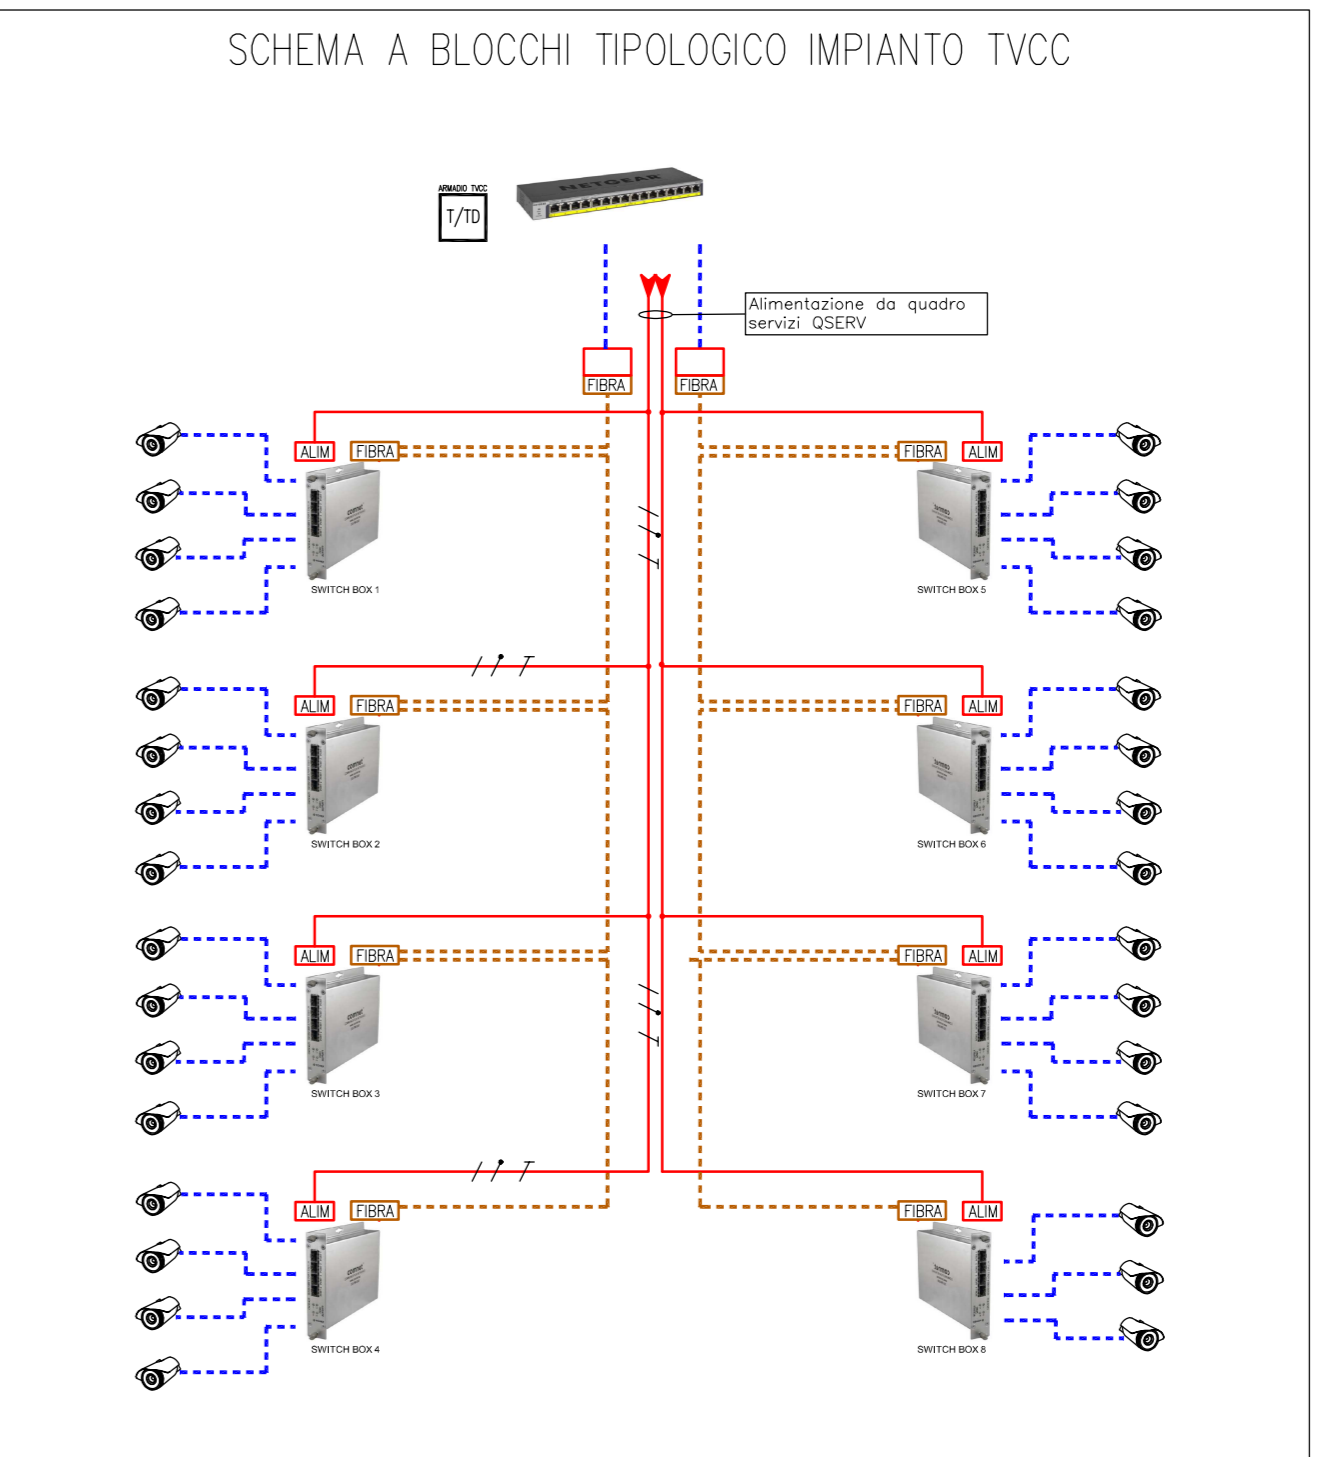 SCHEMA A BLOCCHI TIPOLOGICO IMPIANTO TVCC
ARMADIO TVCC
T/TD
NETGEAR
Alimentazione da quadro
servizi QSERV
FIBRA
FIBRA
ALIM
FIBRA
FIBRA
ALIM
SWITCH BOX 1
SWITCH BOX 5
ALIM
FIBRA
FIBRA
ALIM
SWITCH BOX 2
SWITCH BOX 6
ALIM
FIBRA
FIBRA
ALIM
SWITCH BOX 3
SWITCH BOX 7
ALIM
FIBRA
FIBRA
ALIM
SWITCH BOX 4
SWITCH BOX 8